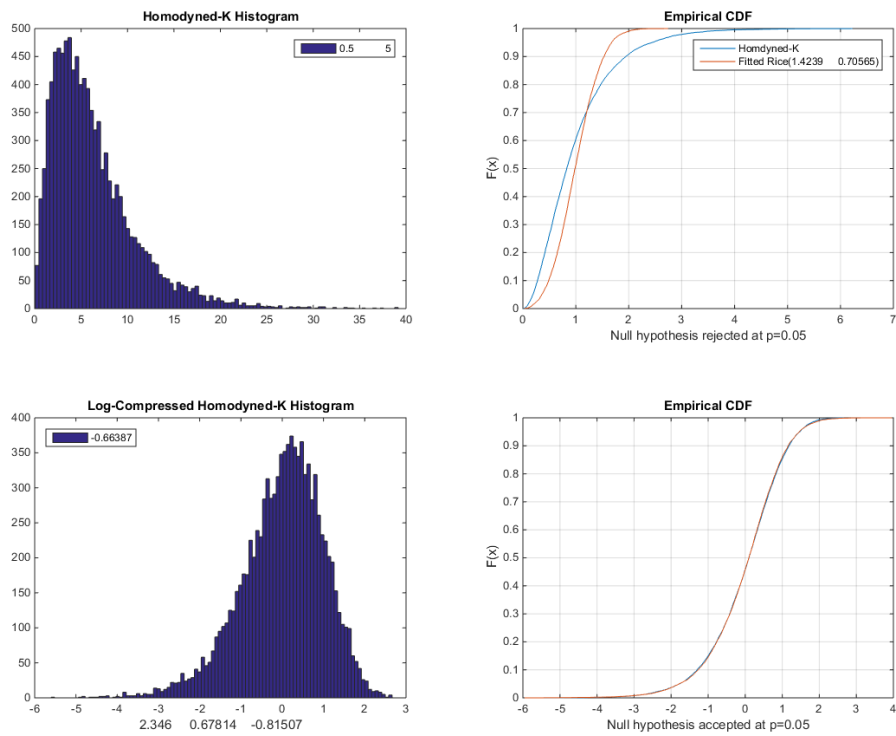 Homodyned-K Histogram
500
450
400
350
300
250
200
150
100
50
0
0 5 10 15 20 25 30 35 40
0.5 5
Empirical CDF
1
0.9
0.8
0.7
0.6
0.5
0.4
0.3
0.2
0.1
0
F(x)
0 1 2 3 4 5 6 7
Null hypothesis rejected at p=0.05
Homdyned-K
Fitted Rice(1.4239 0.70565)
Log-Compressed Homodyned-K Histogram
400
350
300
250
200
150
100
50
0
-6 -5 -4 -3 -2 -1 0 1 2 3
2.346 0.67814 -0.81507
-0.66387
Empirical CDF
1
0.9
0.8
0.7
0.6
0.5
0.4
0.3
0.2
0.1
0
F(x)
-6 -5 -4 -3 -2 -1 0 1 2 3 4
Null hypothesis accepted at p=0.05